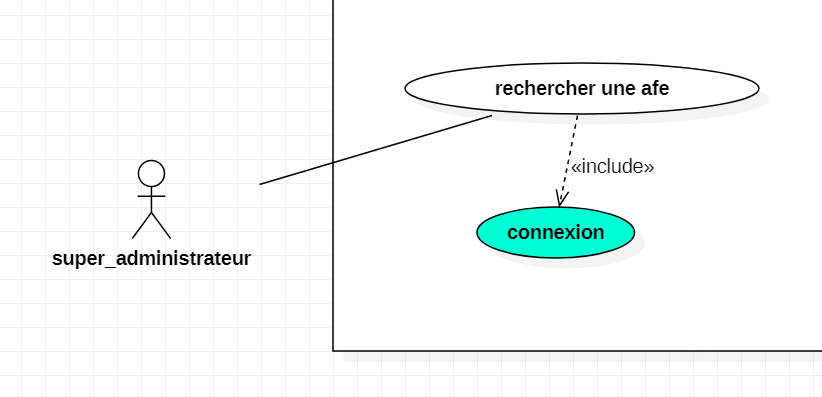 rechercher une afe
«include»
connexion
super_administrateur